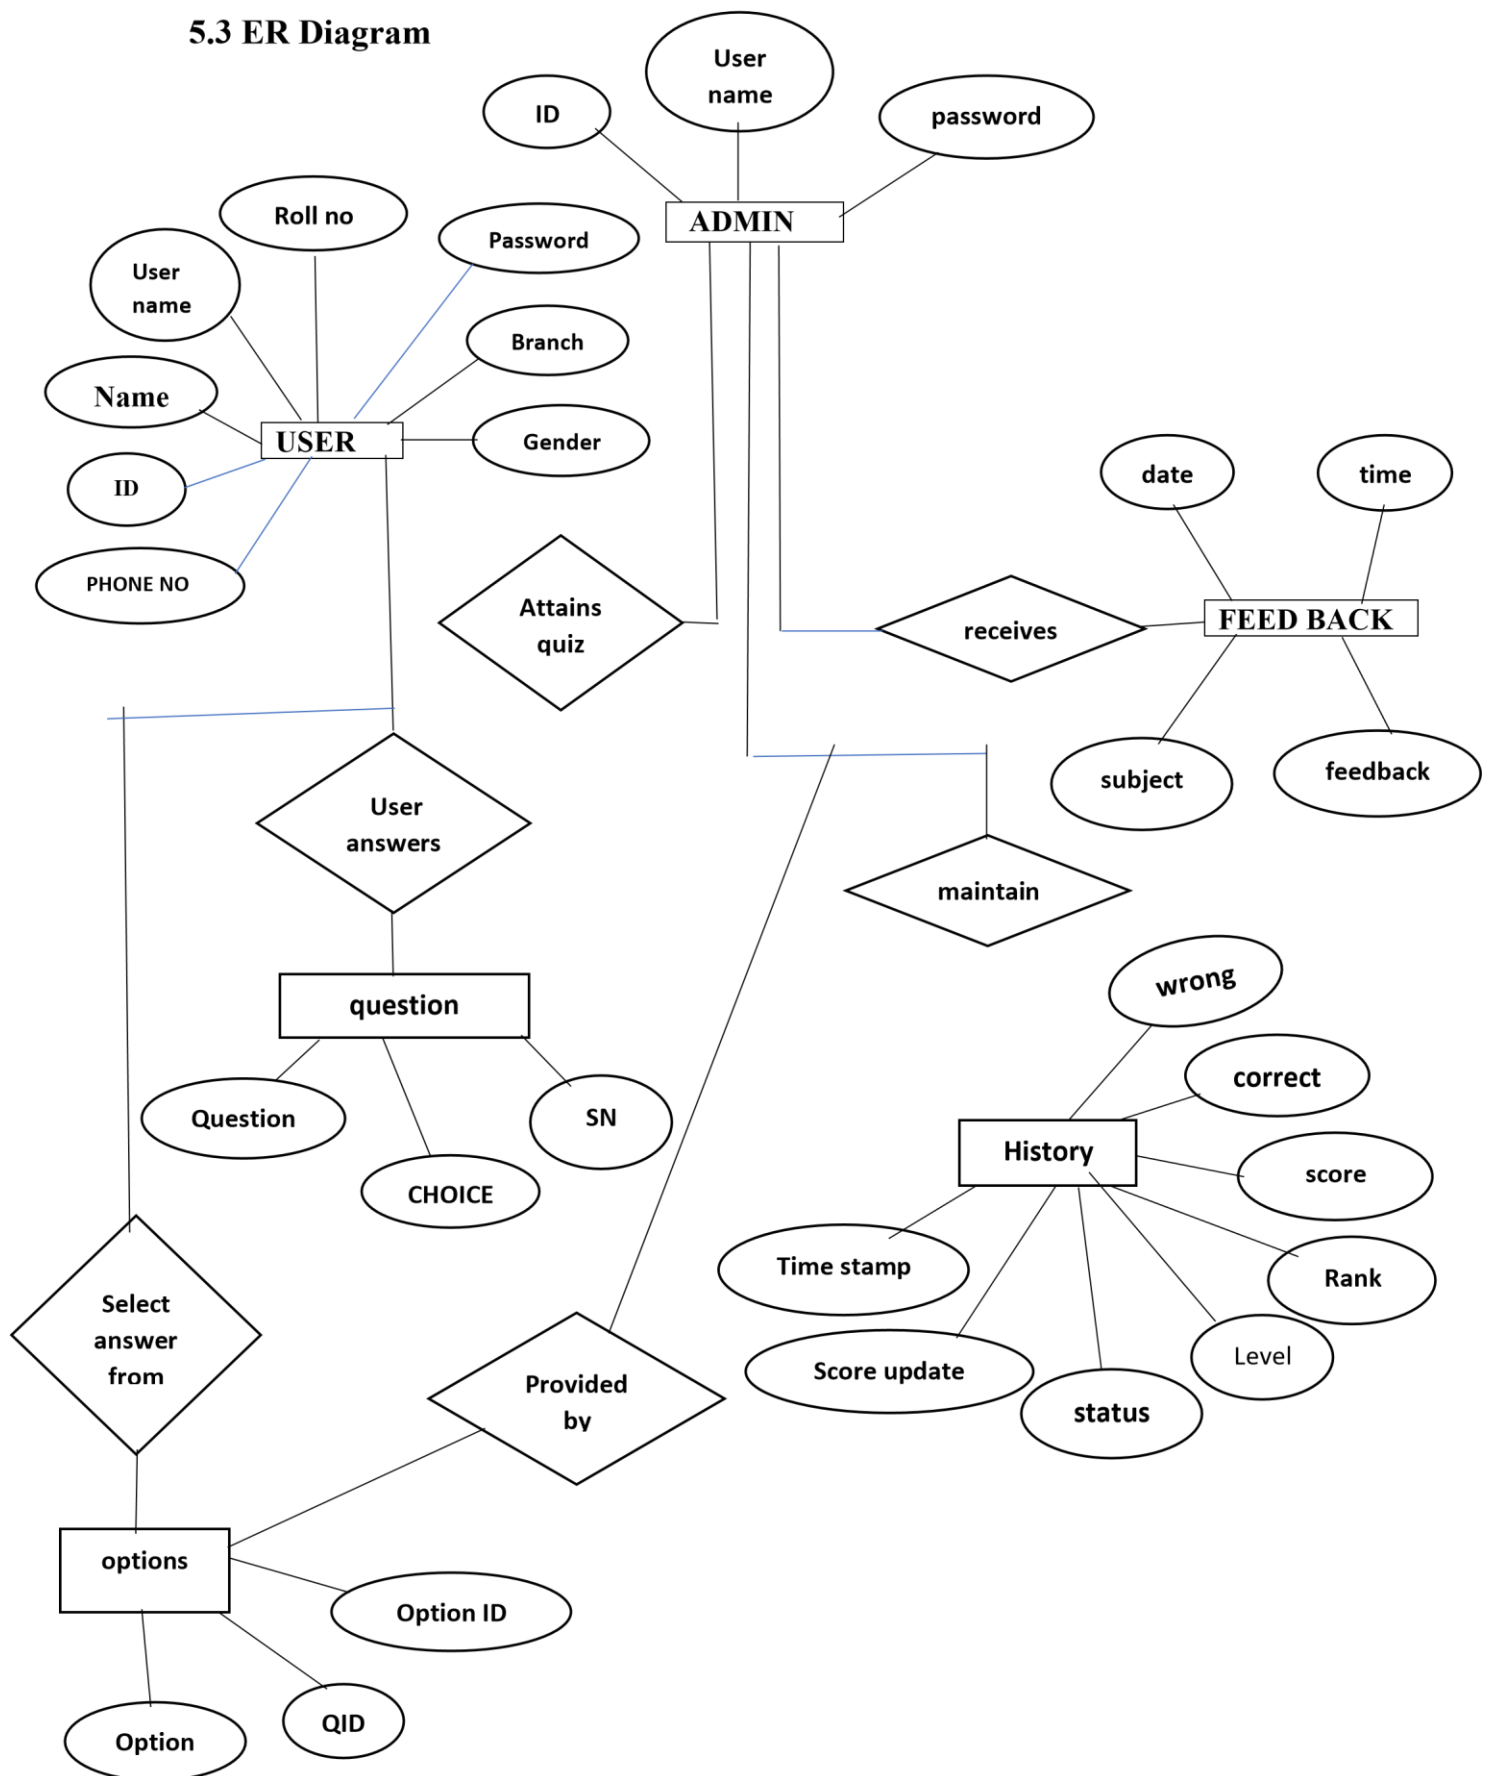 5.3 ER Diagram
User
name
ID
password
ADMIN
Roll no
Password
User
name
Branch
Name
USER
Gender
ID
PHONE NO
date
time
Attains
quiz
receives
FEED BACK
subject
feedback
User
answers
maintain
wrong
question
correct
Question
SN
CHOICE
History
score
Time stamp
Rank
Select
answer
from
Level
Score update
status
Provided
by
options
Option ID
QID
Option